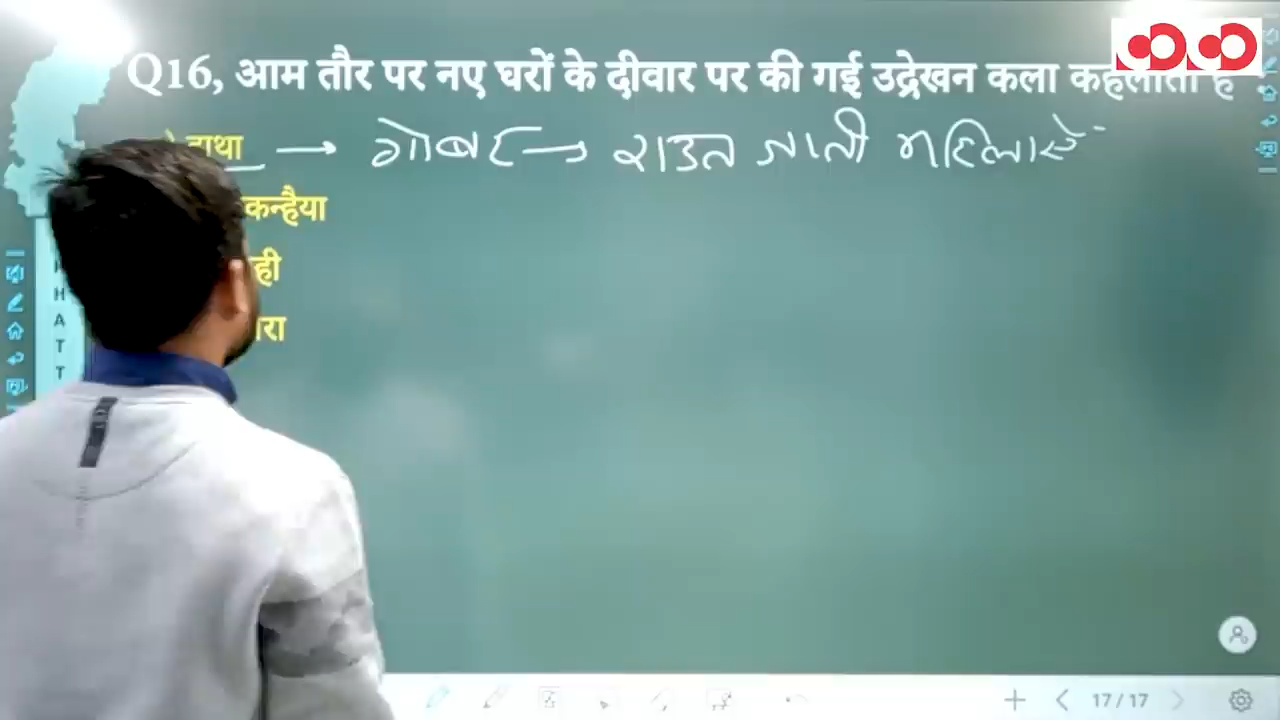 Q16, आम तौर पर नए घरों के दीवार पर की गई उद्रेखन कला कहलाती है
हाथा → गोबर → राउत जाती महिलाएं
कन्हैया
ही
रा
H
A
T
T
17 / 17